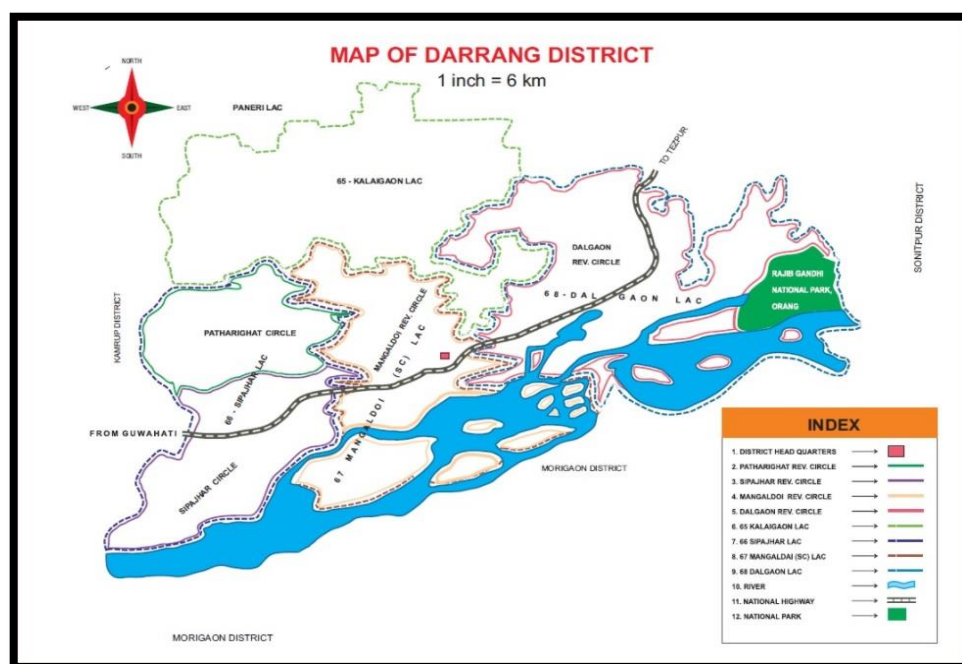 MAP OF DARRANG DISTRICT
1 inch = 6 km
NORTH
WEST
EAST
SOUTH
PANERI LAC
TO TEZPUR
65 - KALAIGAON LAC
SONITPUR DISTRICT
DALGAON
REV. CIRCLE
RAJIB GANDHI
NATIONAL PARK,
ORANG
68-DAL GAON LAC
KAMRUP DISTRICT
PATHARIGHAT CIRCLE
MANGALDOI REV. CIRCLE
67 MANGALDOI (SC) LAC
66 - SIPAJHAR LAC
FROM GUWAHATI
SIPAJHAR CIRCLE
MORIGAON DISTRICT
MORIGAON DISTRICT
INDEX
1. DISTRICT HEAD QUARTERS
2. PATHARIGHAT REV. CIRCLE
3. SIPAJHAR REV. CIRCLE
4. MANGALDOI REV. CIRCLE
5. DALGAON REV. CIRCLE
6. 65 KALAIGAON LAC
7. 66 SIPAJHAR LAC
8. 67 MANGALDAI (SC) LAC
9. 68 DALGAON LAC
10. RIVER
11. NATIONAL HIGHWAY
12. NATIONAL PARK